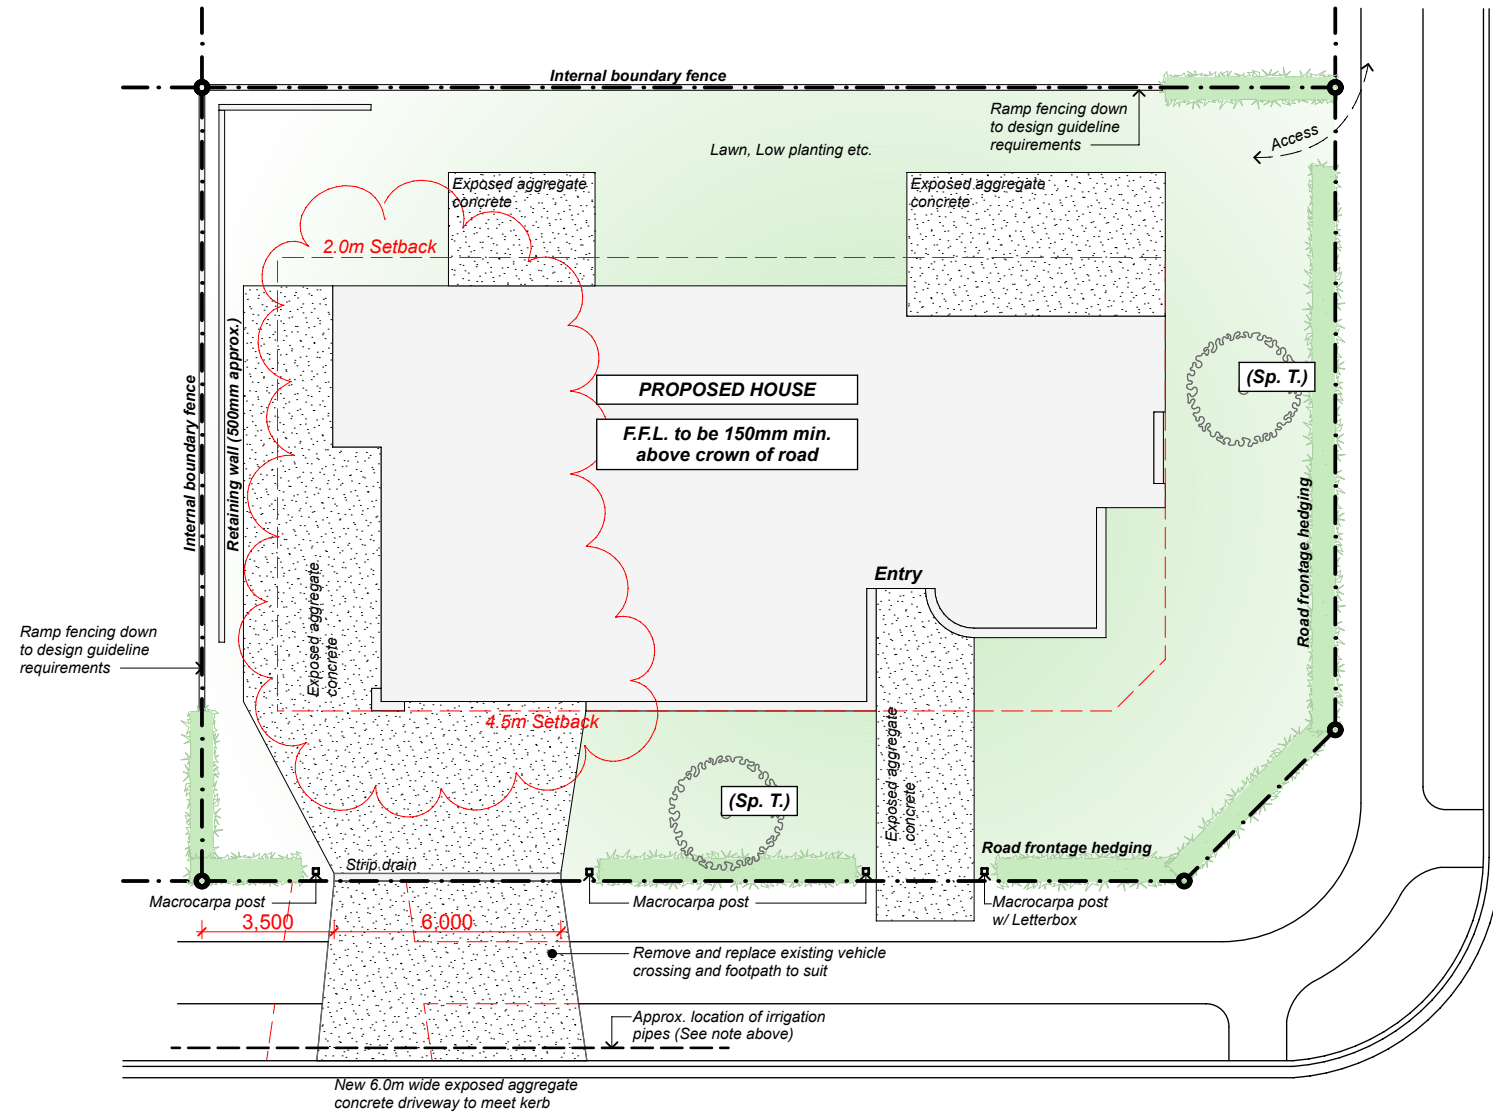 Internal boundary fence
Ramp fencing down
to design guideline
requirements
Access
Lawn, Low planting etc.
Exposed aggregate
concrete
Exposed aggregate
concrete
2.0m Setback
Internal boundary fence
Retaining wall (500mm approx.)
PROPOSED HOUSE
F.F.L. to be 150mm min.
above crown of road
(Sp. T.)
Road frontage hedging
Entry
Exposed aggregate
concrete
Ramp fencing down
to design guideline
requirements
4.5m Setback
Exposed aggregate
concrete
(Sp. T.)
Road frontage hedging
Strip drain
Macrocarpa post
Macrocarpa post
Macrocarpa post
w/ Letterbox
3,500
6,000
Remove and replace existing vehicle
crossing and footpath to suit
Approx. location of irrigation
pipes (See note above)
New 6.0m wide exposed aggregate
concrete driveway to meet kerb